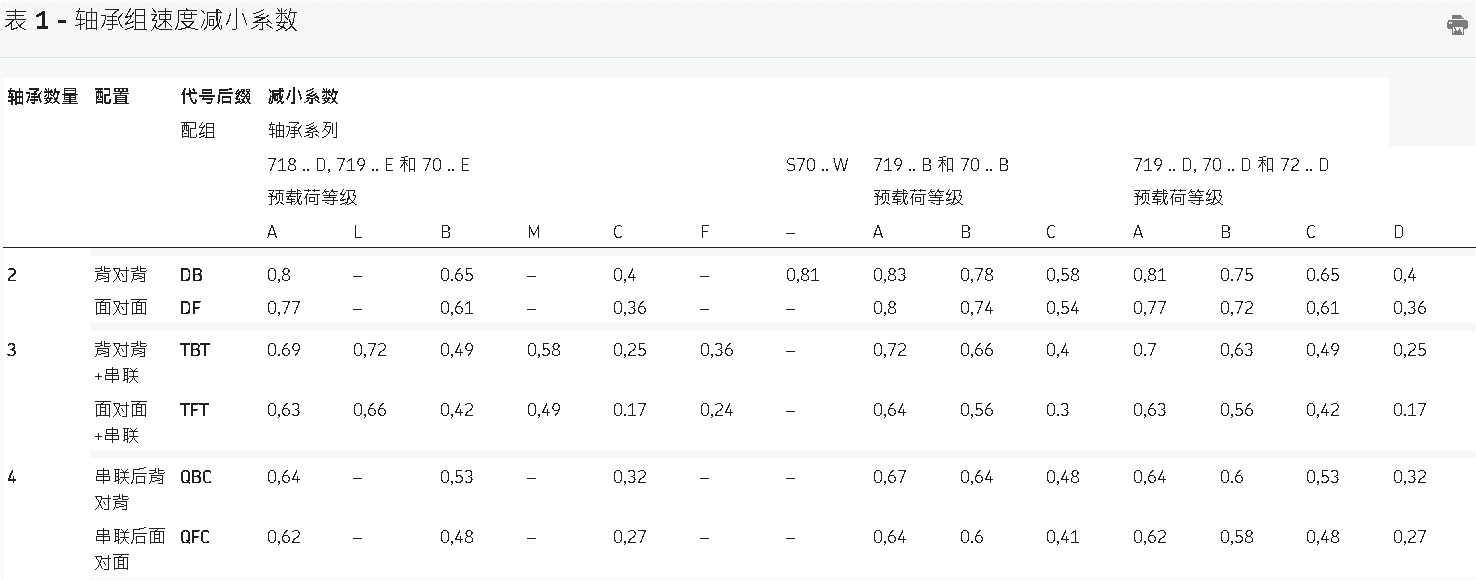 表 1 - 轴承组速度减小系数
轴承数量 配置 代号后缀 减小系数
配组 轴承系列
718 .. D, 719 .. E 和 70 .. E S70 .. W 719 .. B 和 70 .. B 719 .. D, 70 .. D 和 72 .. D
预载荷等级 预载荷等级 预载荷等级
A L B M C F – A B C A B C D
2 背对背 DB 0,8 – 0.65 – 0,4 – 0,81 0,83 0,78 0,58 0,81 0.75 0.65 0,4
面对面 DF 0,77 – 0,61 – 0,36 – – 0,8 0,74 0,54 0,77 0,72 0,61 0,36
3 背对背 TBT 0.69 0,72 0,49 0,58 0,25 0,36 – 0,72 0,66 0,4 0.7 0,63 0,49 0,25
+串联
面对面 TFT 0,63 0,66 0,42 0,49 0.17 0,24 – 0,64 0,56 0.3 0,63 0,56 0,42 0.17
+串联
4 串联后背 QBC 0,64 – 0,53 – 0,32 – – 0,67 0,64 0,48 0,64 0.6 0,53 0,32
对背
串联后面 QFC 0,62 – 0,48 – 0,27 – – 0,64 0.6 0,41 0,62 0,58 0,48 0,27
对面